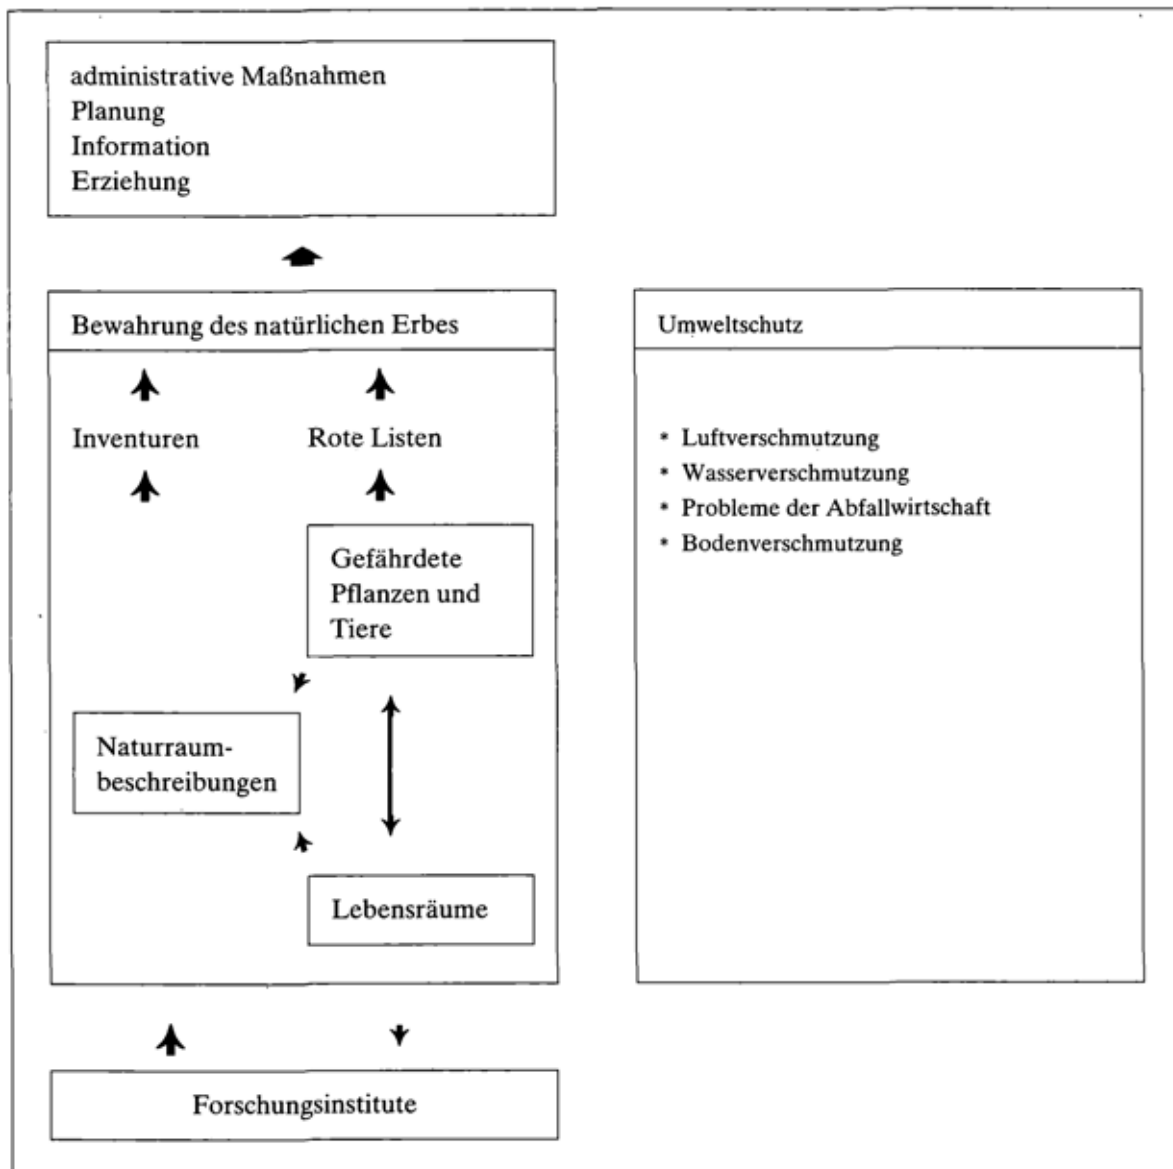 administrative Maßnahmen
Planung
Information
Erziehung
Bewahrung des natürlichen Erbes
Inventuren
Rote Listen
Gefährdete
Pflanzen und
Tiere
Naturraum-
beschreibungen
Lebensräume
Umweltschutz
* Luftverschmutzung
* Wasserverschmutzung
* Probleme der Abfallwirtschaft
* Bodenverschmutzung
Forschungsinstitute